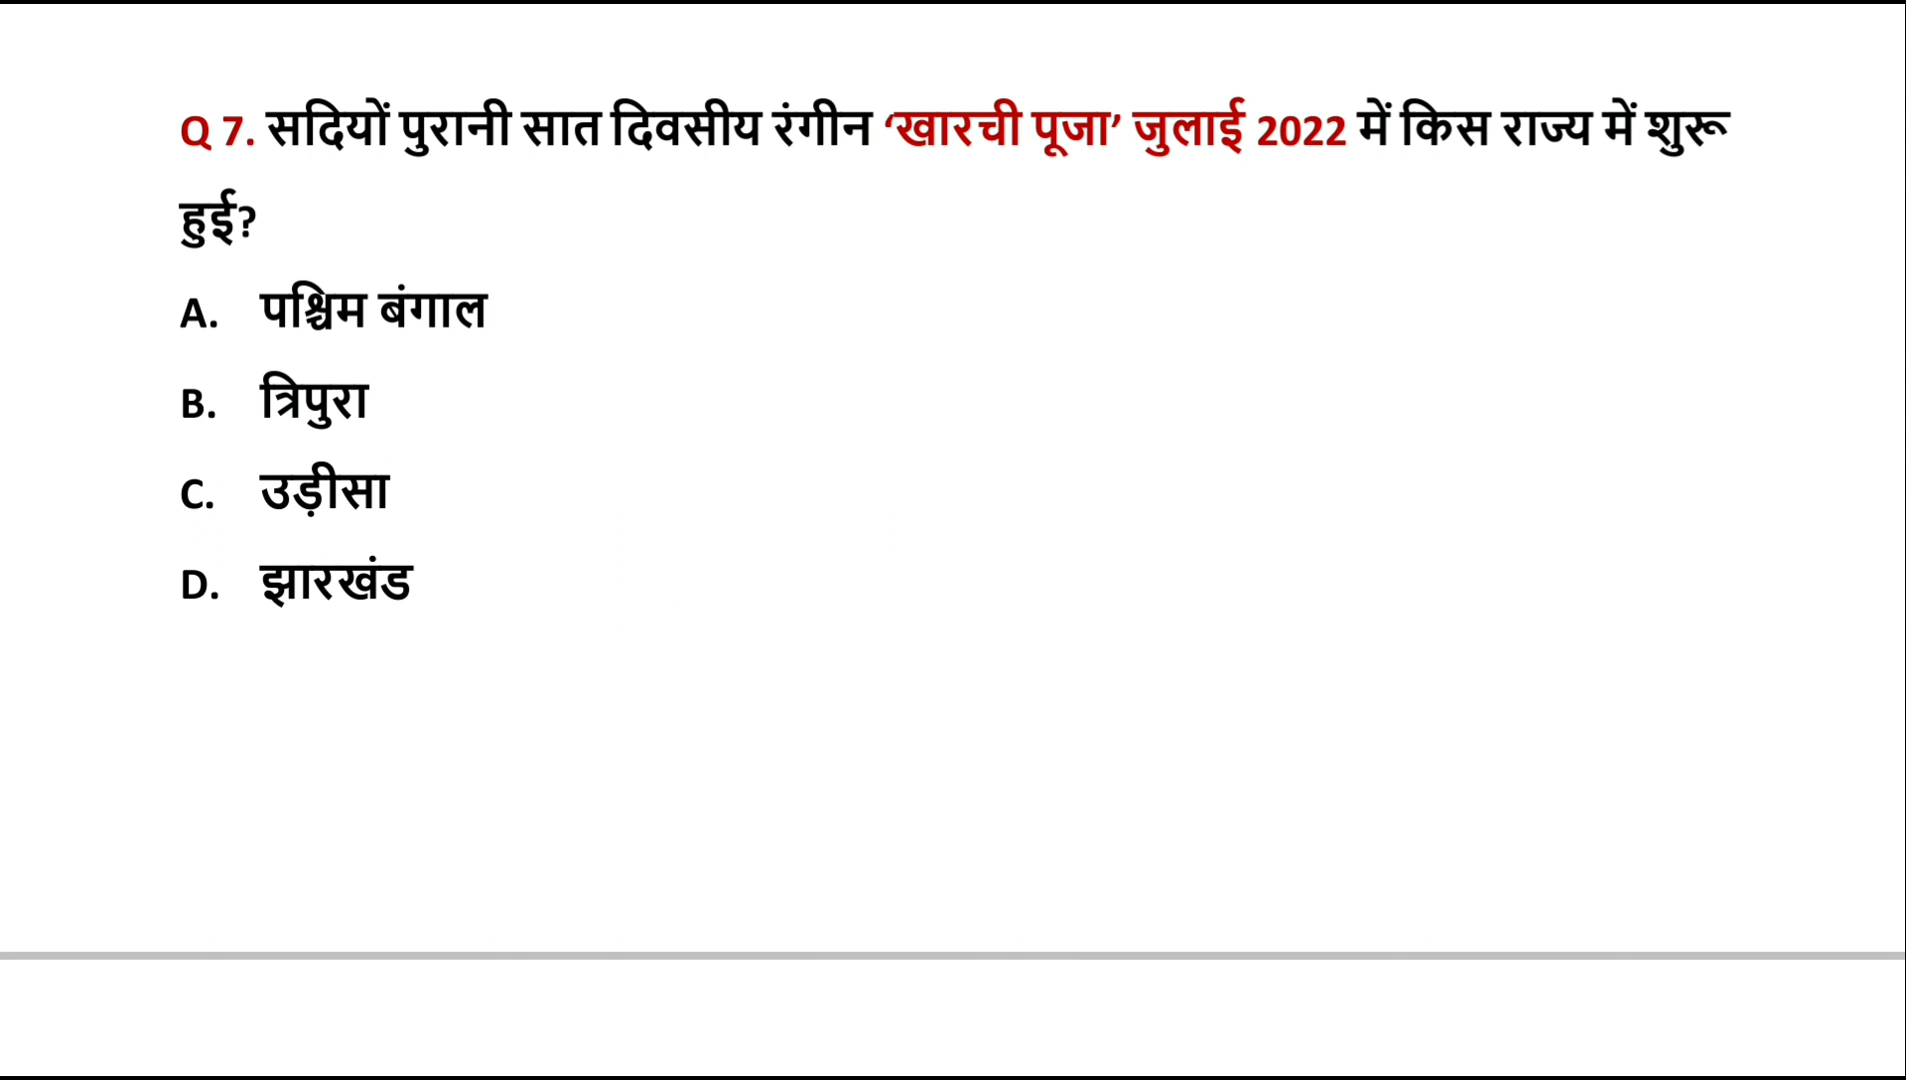 Q 7. सदियों पुरानी सात दिवसीय रंगीन ‘खारची पूजा’ जुलाई 2022 में किस राज्य में शुरू
हुई?
A. पश्चिम बंगाल
B. त्रिपुरा
C. उड़ीसा
D. झारखंड